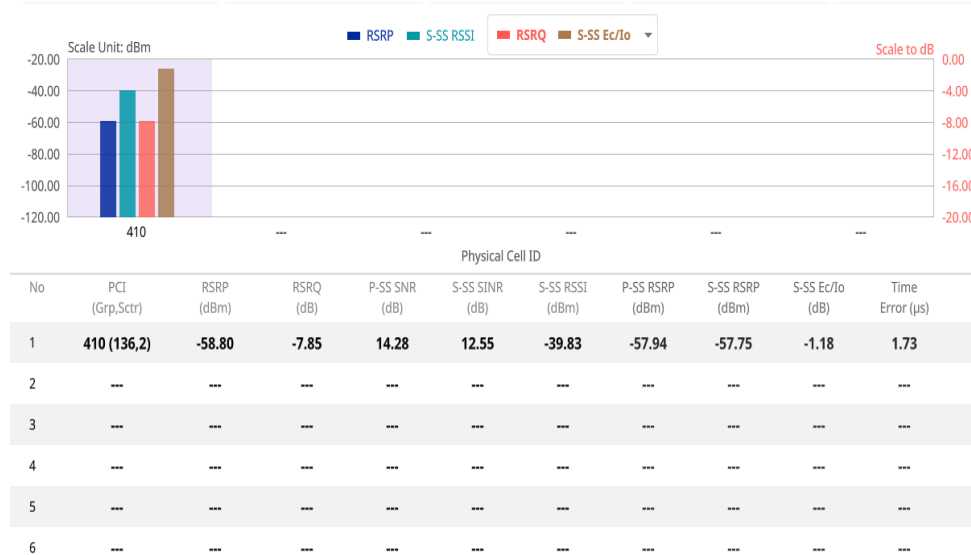 RSRP S-SS RSSI RSRQ S-SS Ec/Io
Scale Unit: dBm Scale to dB
-20.00 0.00
-40.00 -4.00
-60.00 -8.00
-80.00 -12.00
-100.00 -16.00
-120.00 -20.00
410 --- --- --- --- ---
Physical Cell ID
No PCI RSRP RSRQ P-SS SNR S-SS SINR S-SS RSSI P-SS RSRP S-SS RSRP S-SS Ec/Io Time
(Grp,Sctr) (dBm) (dB) (dB) (dB) (dBm) (dBm) (dBm) (dB) Error (µs)
1 410 (136,2) -58.80 -7.85 14.28 12.55 -39.83 -57.94 -57.75 -1.18 1.73
2 --- --- --- --- --- --- --- --- --- ---
3 --- --- --- --- --- --- --- --- --- ---
4 --- --- --- --- --- --- --- --- --- ---
5 --- --- --- --- --- --- --- --- --- ---
6 --- --- --- --- --- --- --- --- --- ---